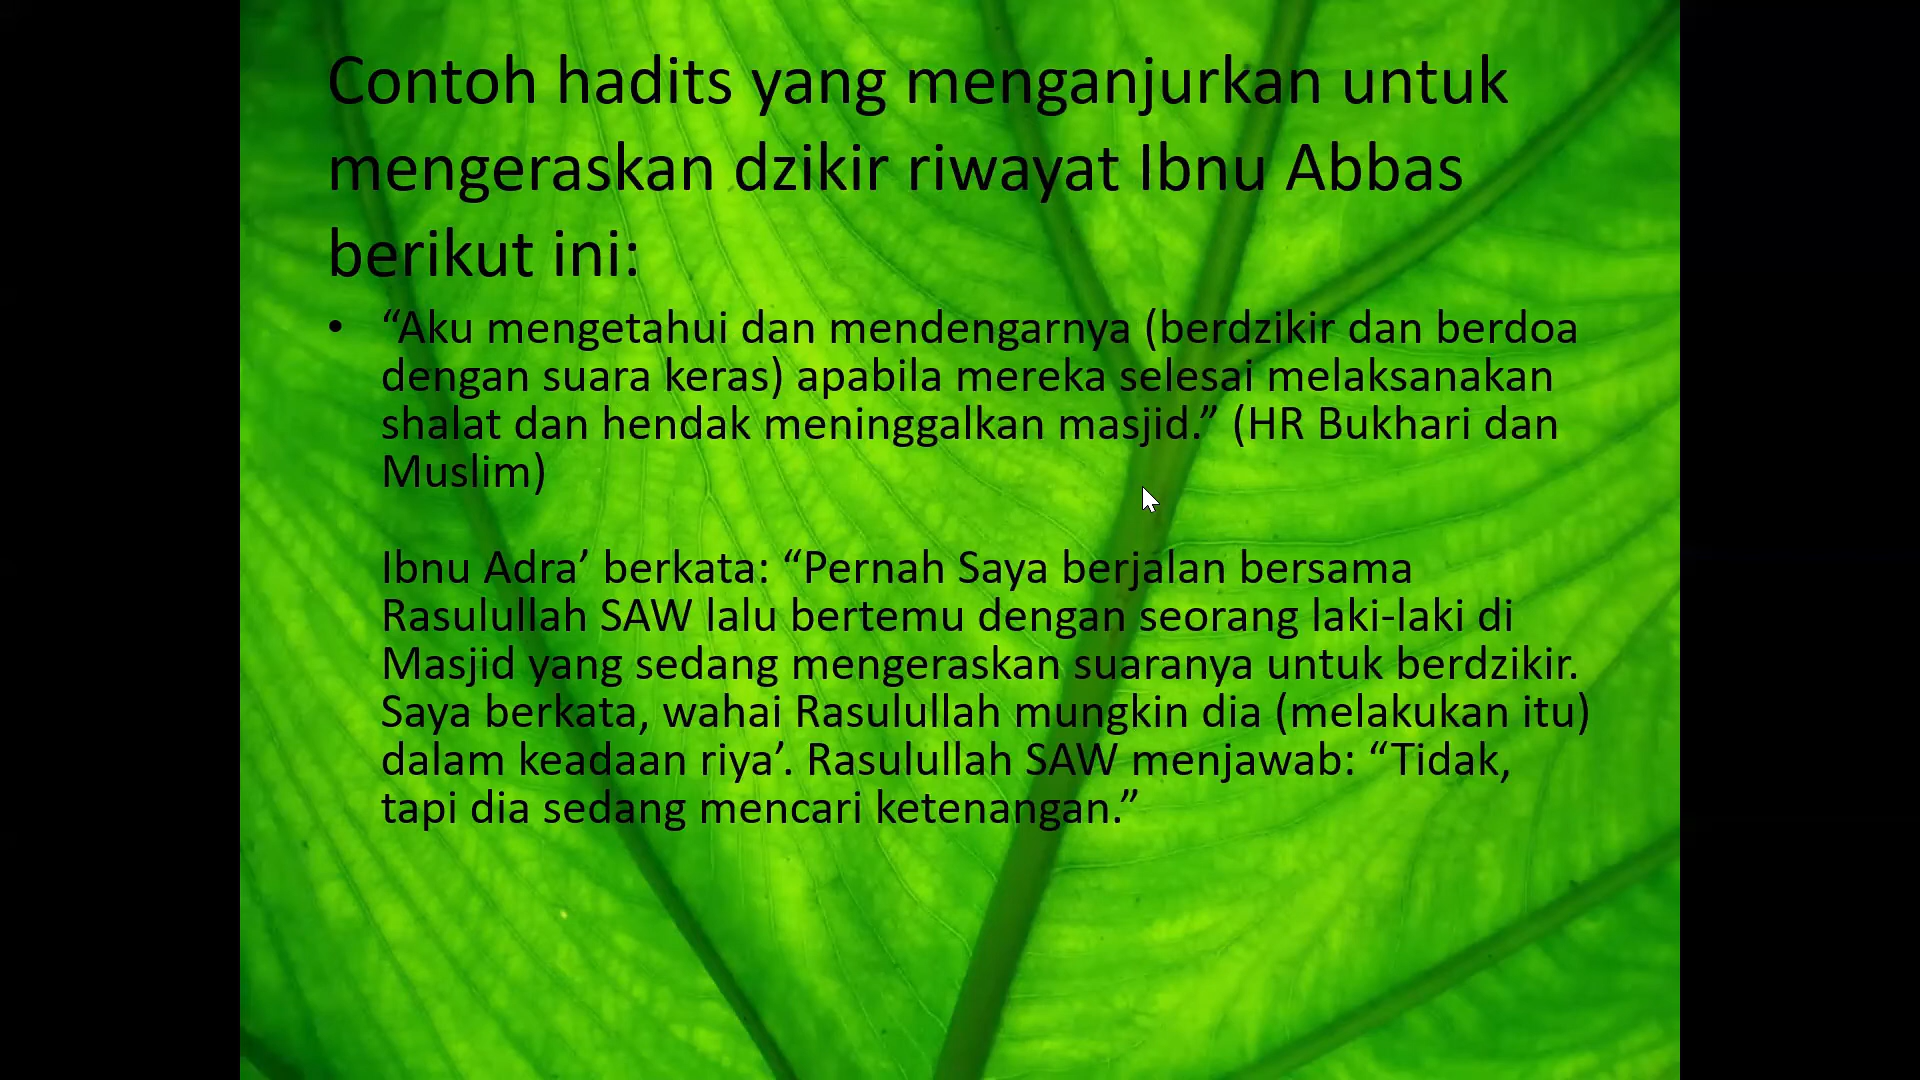 Contoh hadits yang menganjurkan untuk
mengeraskan dzikir riwayat Ibnu Abbas
berikut ini:
• “Aku mengetahui dan mendengarnya (berdzikir dan berdoa
dengan suara keras) apabila mereka selesai melaksanakan
shalat dan hendak meninggalkan masjid.” (HR Bukhari dan
Muslim)
Ibnu Adra’ berkata: “Pernah Saya berjalan bersama
Rasulullah SAW lalu bertemu dengan seorang laki-laki di
Masjid yang sedang mengeraskan suaranya untuk berdzikir.
Saya berkata, wahai Rasulullah mungkin dia (melakukan itu)
dalam keadaan riya’. Rasulullah SAW menjawab: “Tidak,
tapi dia sedang mencari ketenangan.”